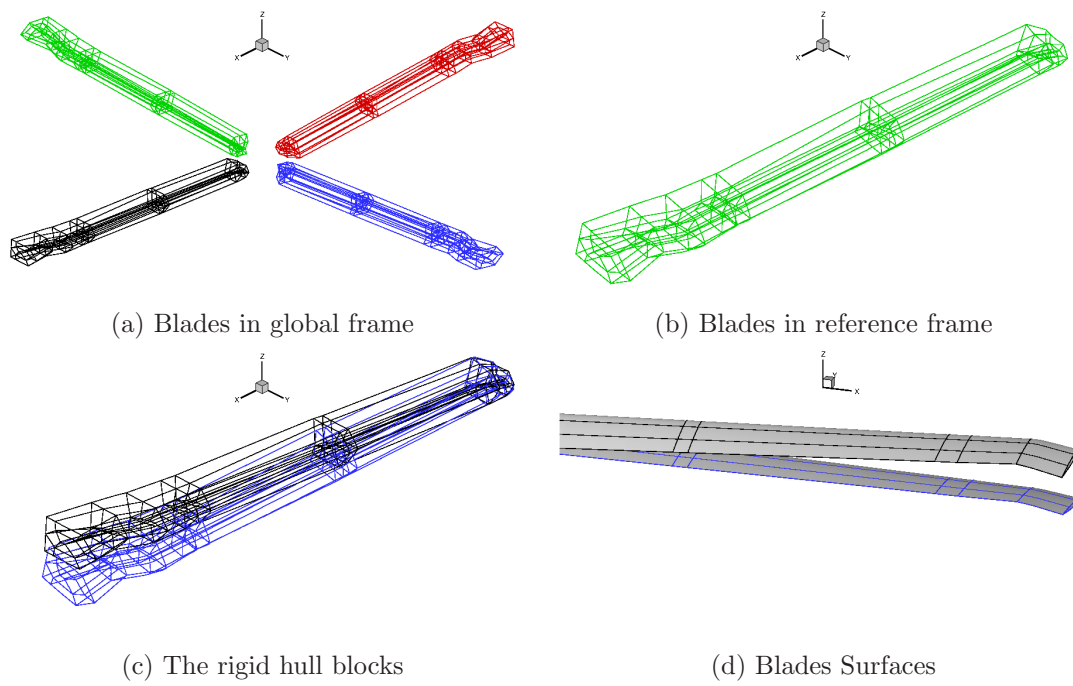 Z
X
Y
Z
X
Y
(a) Blades in global frame
(b) Blades in reference frame
Z
X
Y
Z
Y
X
(c) The rigid hull blocks
(d) Blades Surfaces